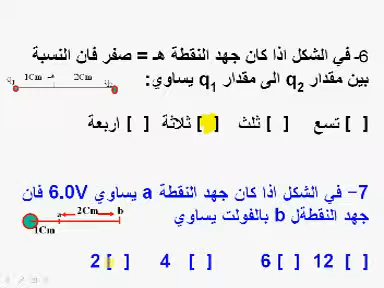 6- في الشكل اذا كان جهد النقطة هـ = صفر فان النسبة
بين مقدار q2 الى مقدار q1 يساوي:
q1 1Cm هـ 2Cm
[ ] تسع [ ] ثلث [ ] ثلاثة [ ] اربعة
7- في الشكل اذا كان جهد النقطة a يساوي 6.0V فان
جهد النقطةل b بالفولت يساوي
a 2Cm b
1Cm
[ ] 12 [ ] 6 [ ] 4 [ ] 2